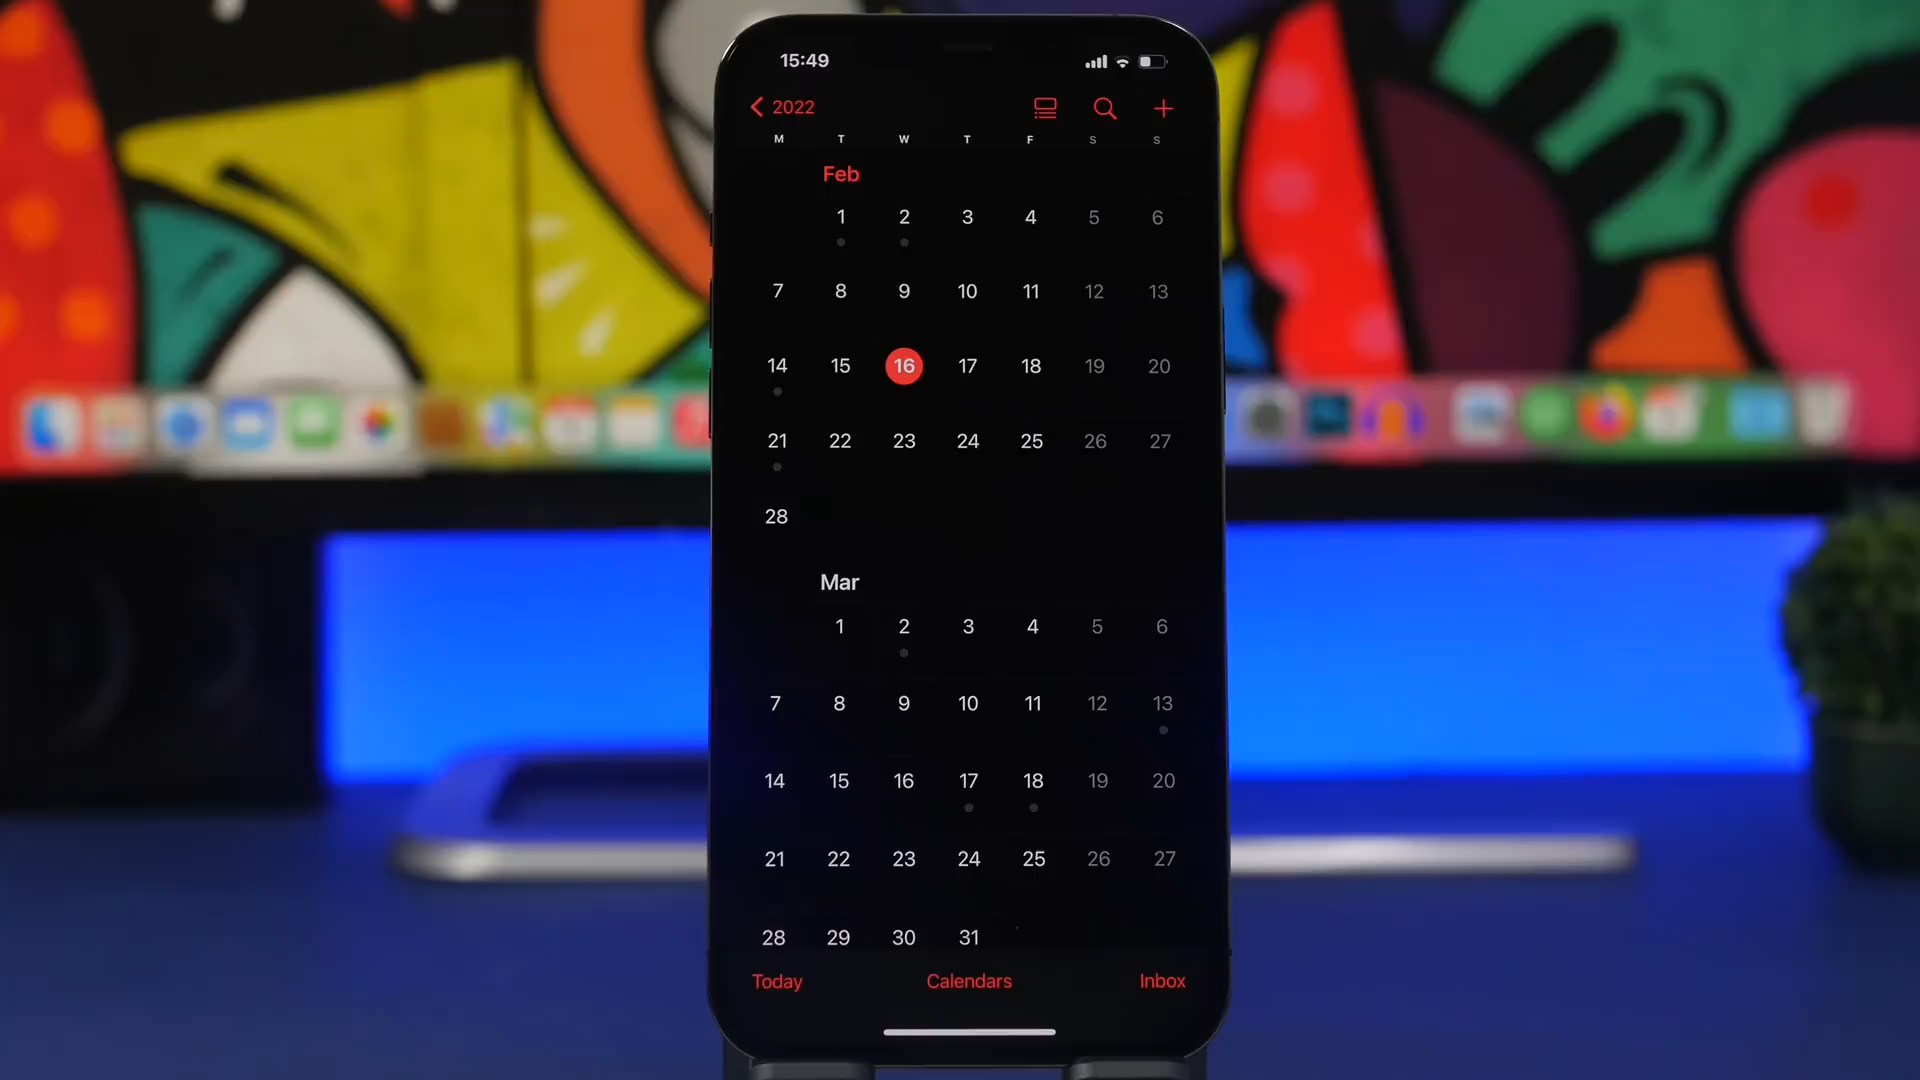 15:49
2022
M T W T F S S
Feb
1 2 3 4 5 6
7 8 9 10 11 12 13
14 15 16 17 18 19 20
21 22 23 24 25 26 27
28
Mar
1 2 3 4 5 6
7 8 9 10 11 12 13
14 15 16 17 18 19 20
21 22 23 24 25 26 27
28 29 30 31
Today Calendars Inbox